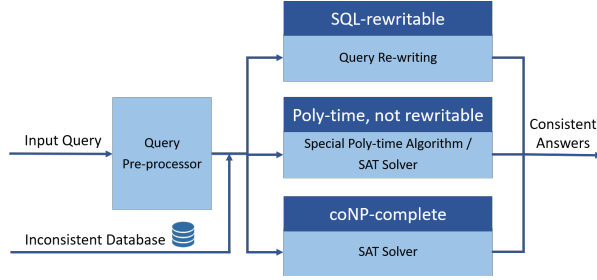 SQL-rewritable
Query Re-writing
Input Query
Query
Pre-processor
Poly-time, not rewritable
Special Poly-time Algorithm /
SAT Solver
Consistent
Answers
Inconsistent Database
coNP-complete
SAT Solver